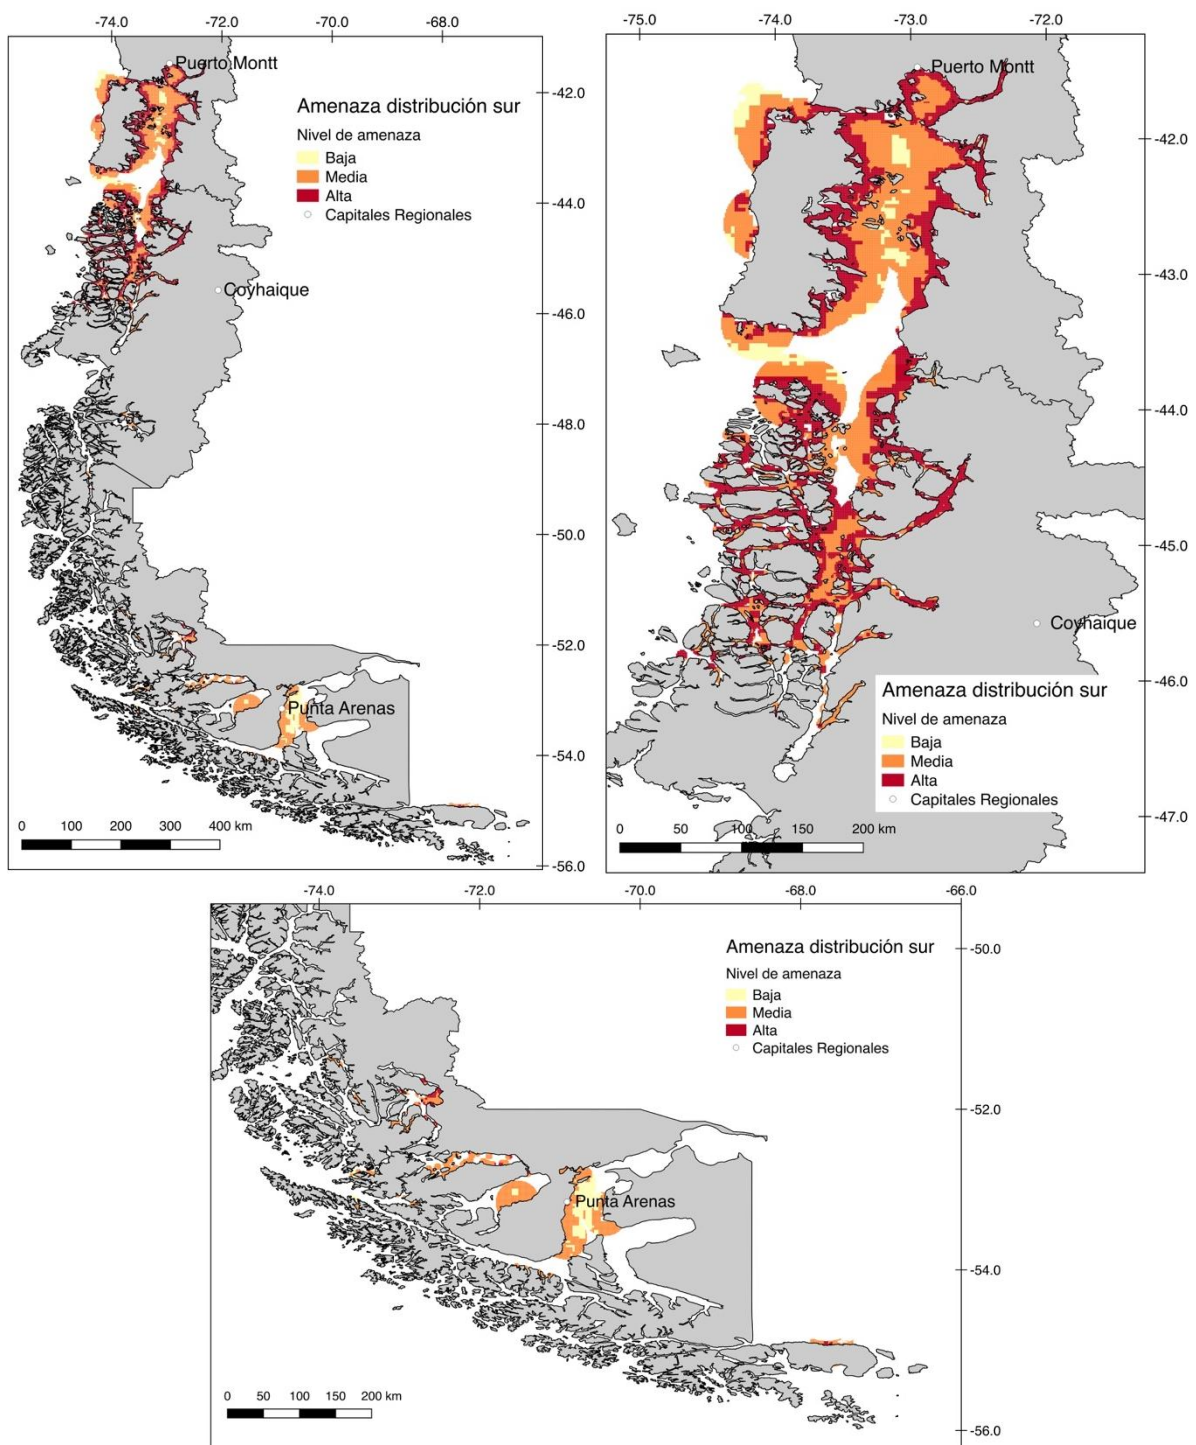 -74.0 -72.0 -70.0 -68.0
Puerto Montt
Amenaza distribución sur
Nivel de amenaza
Baja
Media
Alta
Capitales Regionales
Coyhaique
Punta Arenas
-42.0
-44.0
-46.0
-48.0
-50.0
-52.0
-54.0
-56.0
0 100 200 300 400 km
-75.0 -74.0 -73.0 -72.0
Puerto Montt
-42.0
-43.0
-44.0
-45.0
-46.0
-47.0
Coyhaique
Amenaza distribución sur
Nivel de amenaza
Baja
Media
Alta
Capitales Regionales
0 50 100 150 200 km
-74.0 -72.0 -70.0 -68.0 -66.0
Amenaza distribución sur
Nivel de amenaza
Baja
Media
Alta
Capitales Regionales
Punta Arenas
-50.0
-52.0
-54.0
-56.0
0 50 100 150 200 km